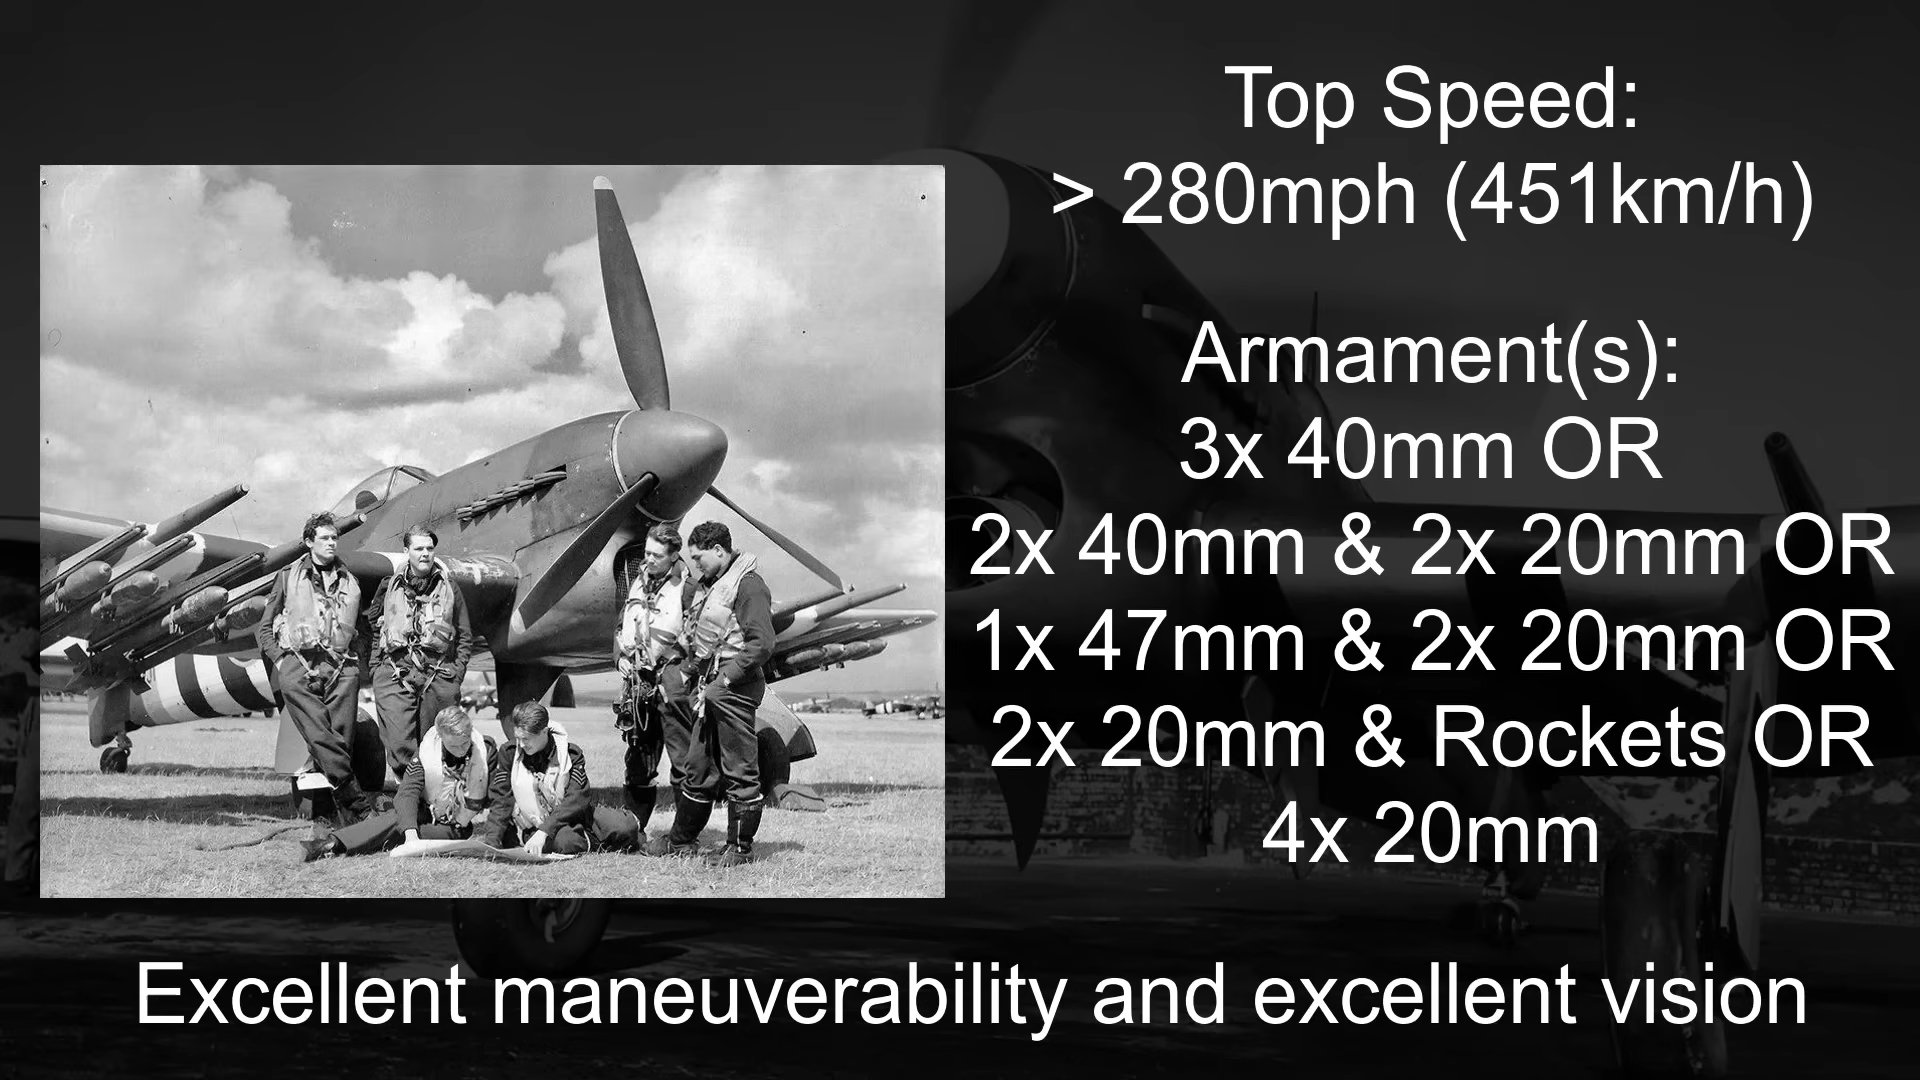 Top Speed:
> 280mph (451km/h)
Armament(s):
3x 40mm OR
2x 40mm & 2x 20mm OR
1x 47mm & 2x 20mm OR
2x 20mm & Rockets OR
4x 20mm
Excellent maneuverability and excellent vision